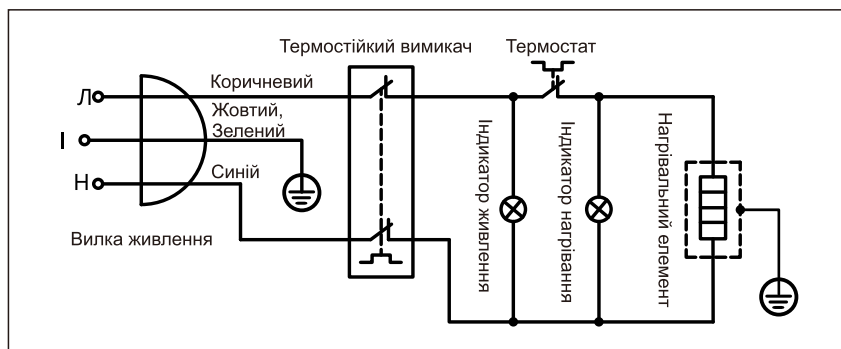 Термостійкий вимикач
Термостат
Л
Коричневий
Жовтий,
Зелений
І
Н
Синій
Вилка живлення
Індикатор живлення
Індикатор нагрівання
Нагрівальний елемент